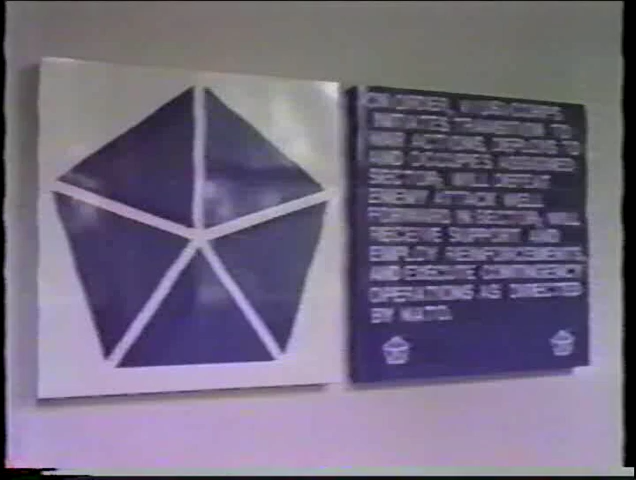 ON ORDER, V US CORPS
INITIATES TRANSITION TO
WAR ACTIONS, DEPLOYS TO
AND OCCUPIES ASSIGNED
SECTOR, WILL DEFEAT
ENEMY ATTACK WELL
FORWARD IN SECTOR, WILL
RECEIVE SUPPORT AND
EMPLOY REINFORCEMENTS,
AND EXECUTE CONTINGENCY
OPERATIONS AS DIRECTED
BY NATO.